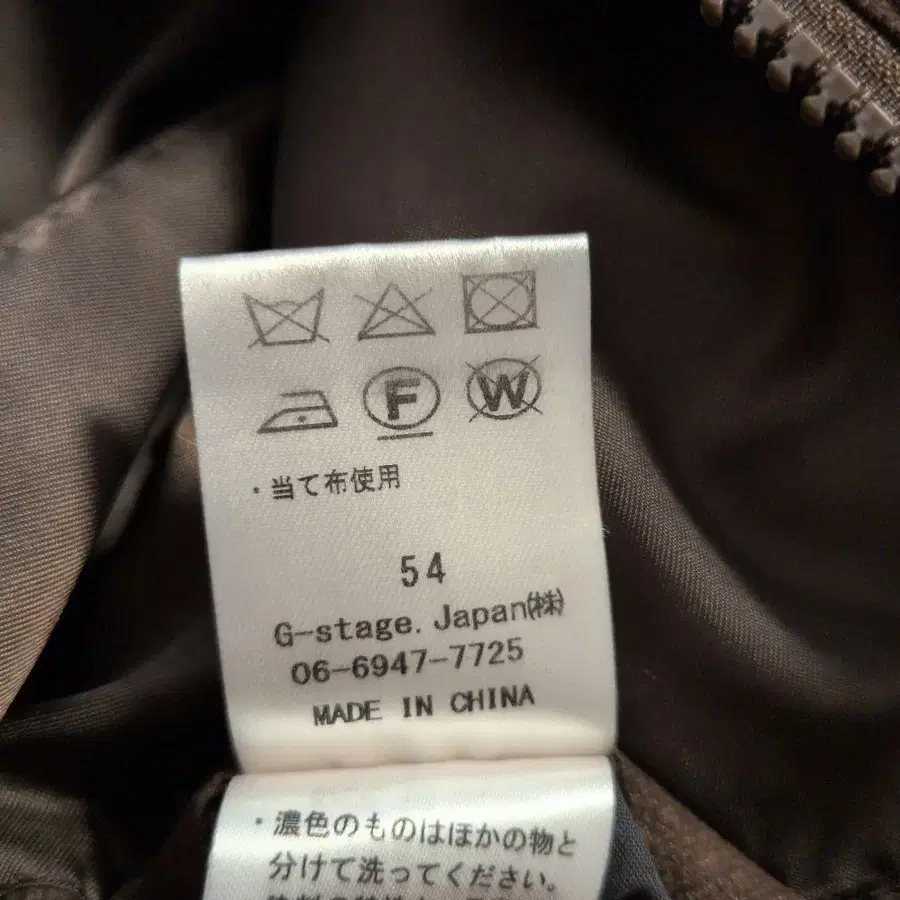 F W
・当て布使用
54
G-stage. Japan㈱
06-6947-7725
MADE IN CHINA
・濃色のものはほかの物と
分けて洗ってください。